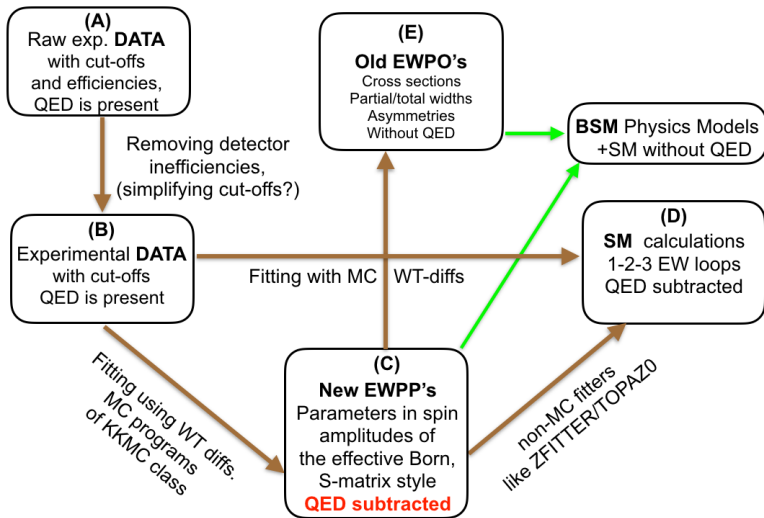 (A)
Raw exp. DATA
with cut-offs
and efficiencies,
QED is present
Removing detector
inefficiencies,
(simplifying cut-offs?)
(E)
Old EWPO's
Cross sections
Partial/total widths
Asymmetries
Without QED
BSM Physics Models
+SM without QED
(B)
Experimental DATA
with cut-offs
QED is present
Fitting with MC WT-diffs
(D)
SM calculations
1-2-3 EW loops
QED subtracted
Fitting using WT diffs.
MC programs
of KKMC class
(C)
New EWPP's
Parameters in spin
amplitudes of
the effective Born,
S-matrix style
QED subtracted
non-MC fitters
like ZFITTER/TOPAZ0